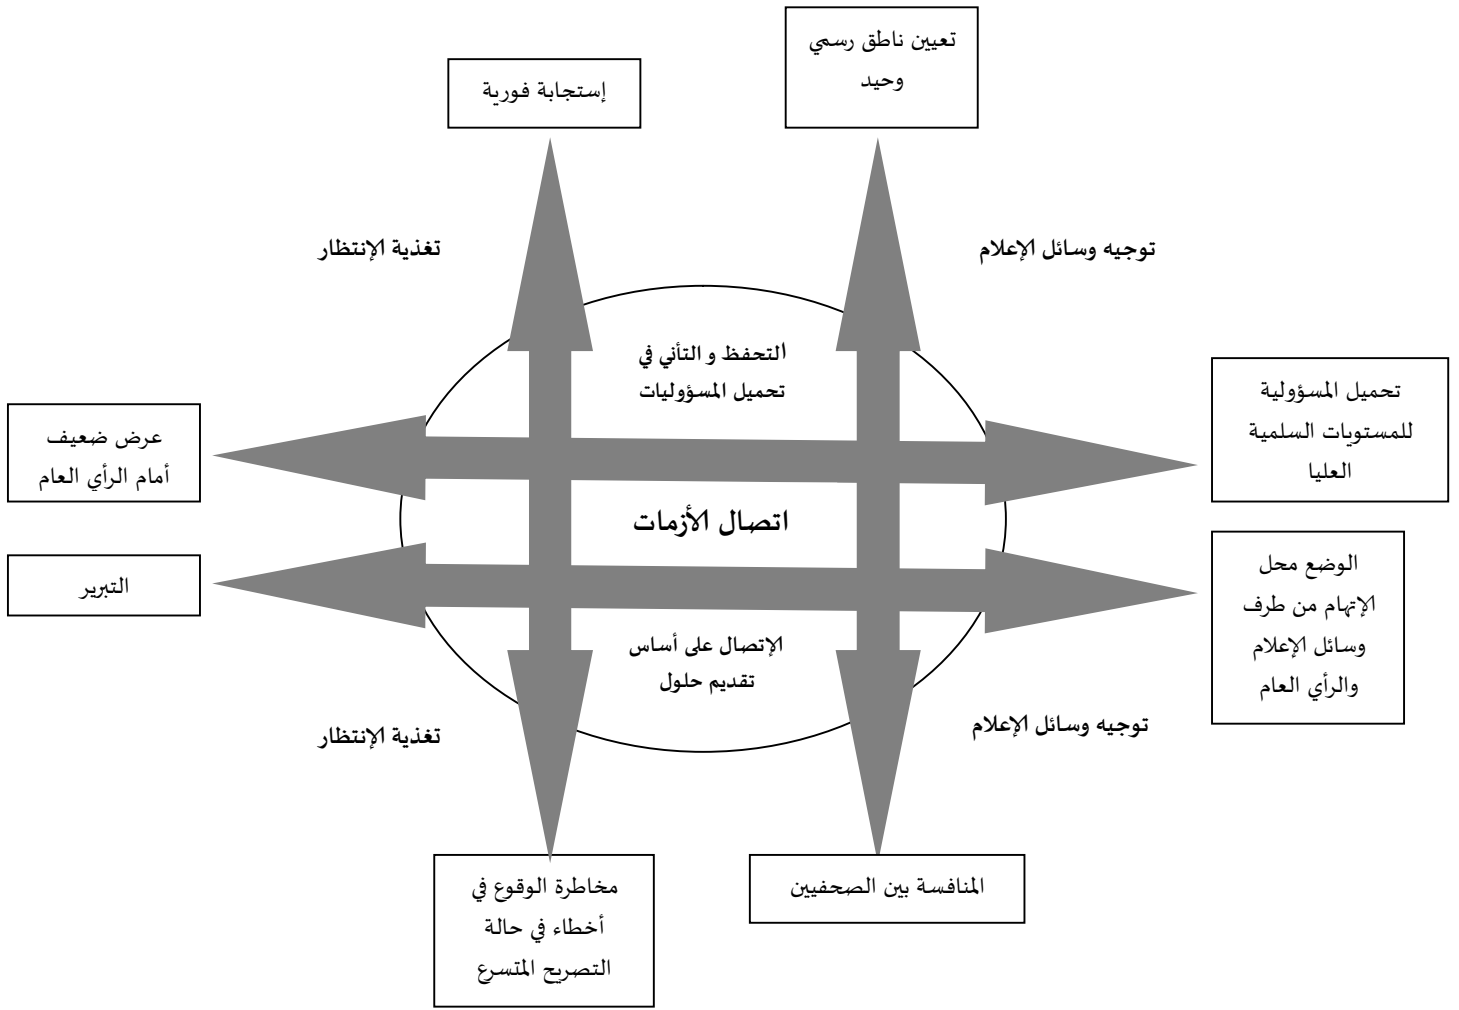 تعيين ناطق رسمي
وحيد
إستجابة فورية
توجيه وسائل الإعلام
تغذية الإنتظار
التحفظ و التأني في
تحميل المسؤوليات
تحميل المسؤولية
للمستويات السلمية
العليا
عرض ضعيف
أمام الرأي العام
اتصال الأزمات
الوضع محل
الإتهام من طرف
وسائل الإعلام
والرأي العام
التبرير
الإتصال على أساس
تقديم حلول
توجيه وسائل الإعلام
تغذية الإنتظار
المنافسة بين الصحفيين
مخاطرة الوقوع في
أخطاء في حالة
التصريح المتسرع